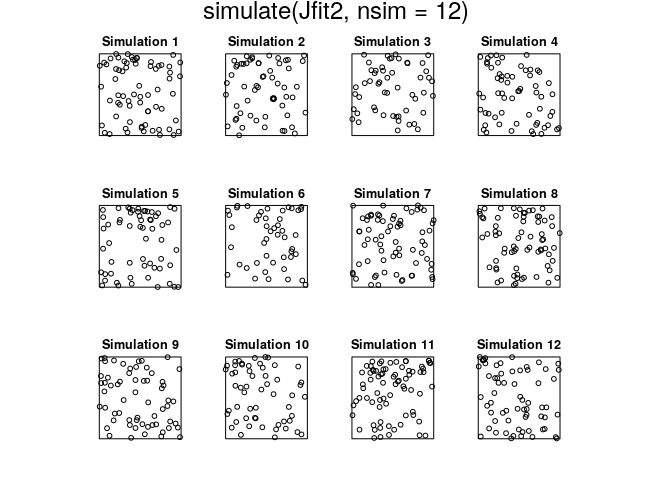 simulate(Jfit2, nsim = 12)
Simulation 1 Simulation 2 Simulation 3 Simulation 4
Simulation 5 Simulation 6 Simulation 7 Simulation 8
Simulation 9 Simulation 10 Simulation 11 Simulation 12